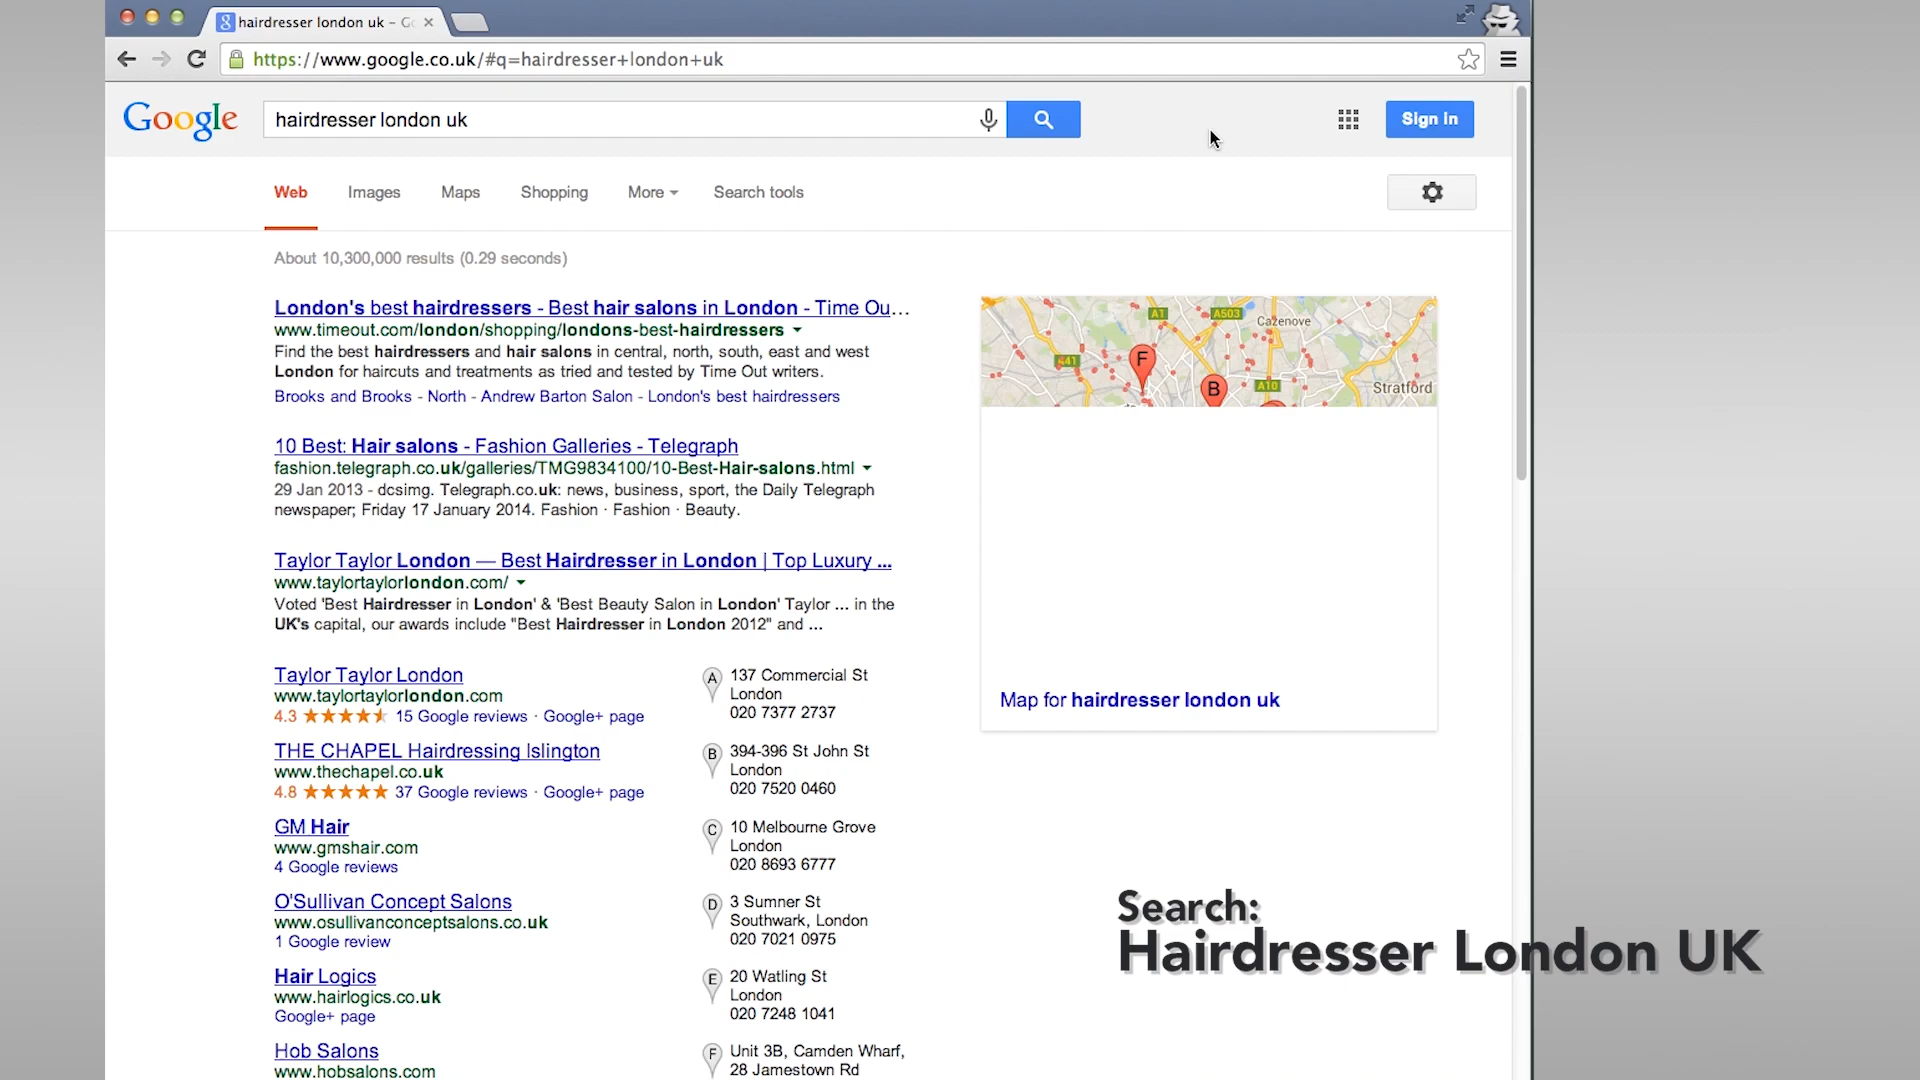 hairdresser london uk - Go
https://www.google.co.uk/#q=hairdresser+london+uk
Google
hairdresser london uk
Sign in
Web Images Maps Shopping More Search tools
About 10,300,000 results (0.29 seconds)
London's best hairdressers - Best hair salons in London - Time Ou...
www.timeout.com/london/shopping/londons-best-hairdressers
Find the best hairdressers and hair salons in central, north, south, east and west
London for haircuts and treatments as tried and tested by Time Out writers.
Brooks and Brooks - North - Andrew Barton Salon - London's best hairdressers
10 Best: Hair salons - Fashion Galleries - Telegraph
fashion.telegraph.co.uk/galleries/TMG9834100/10-Best-Hair-salons.html
29 Jan 2013 - dcsimg. Telegraph.co.uk: news, business, sport, the Daily Telegraph
newspaper; Friday 17 January 2014. Fashion · Fashion · Beauty.
Taylor Taylor London — Best Hairdresser in London | Top Luxury ...
www.taylortaylorlondon.com/
Voted 'Best Hairdresser in London' & 'Best Beauty Salon in London' Taylor ... in the
UK's capital, our awards include "Best Hairdresser in London 2012" and ...
Taylor Taylor London
www.taylortaylorlondon.com
4.3 15 Google reviews · Google+ page
A
137 Commercial St
London
020 7377 2737
THE CHAPEL Hairdressing Islington
www.thechapel.co.uk
4.8 37 Google reviews · Google+ page
B
394-396 St John St
London
020 7520 0460
GM Hair
www.gmshair.com
4 Google reviews
C
10 Melbourne Grove
London
020 8693 6777
O'Sullivan Concept Salons
www.osullivanconceptsalons.co.uk
1 Google review
D
3 Sumner St
Southwark, London
020 7021 0975
Hair Logics
www.hairlogics.co.uk
Google+ page
E
20 Watling St
London
020 7248 1041
Hob Salons
www.hobsalons.com
F
Unit 3B, Camden Wharf,
28 Jamestown Rd
A1
A503
Cazenove
A41
F
B
A10
Stratford
Map for hairdresser london uk
Search:
Hairdresser London UK